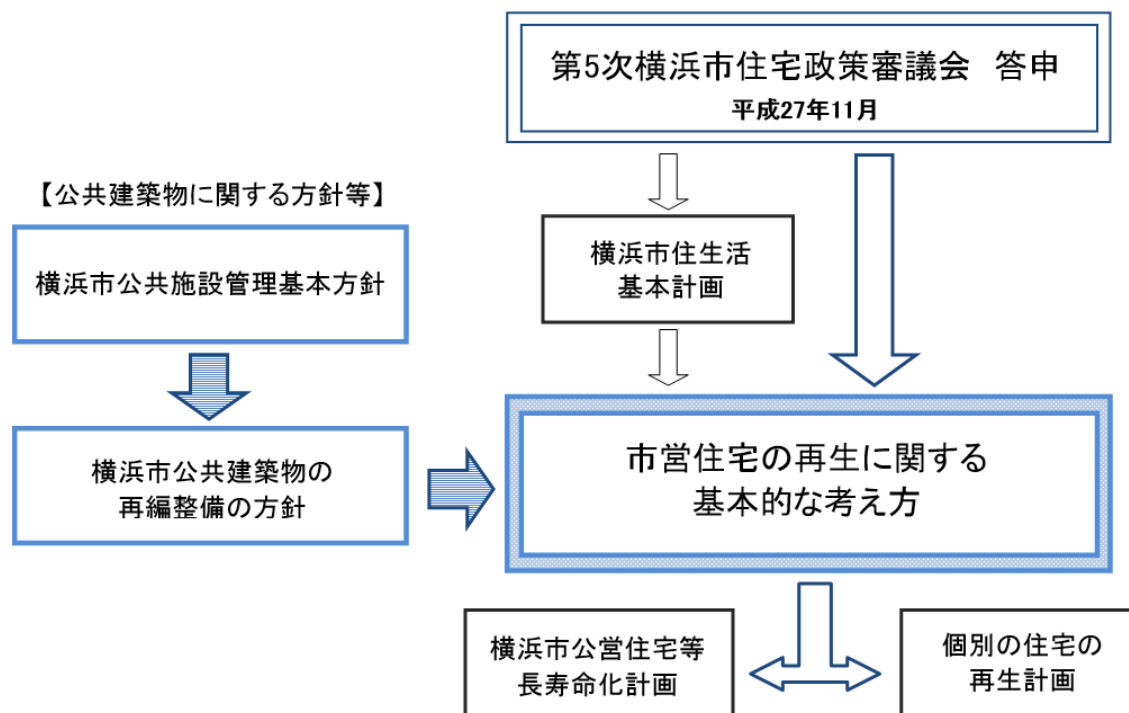 第5次横浜市住宅政策審議会　答申
平成27年11月
【公共建築物に関する方針等】
横浜市公共施設管理基本方針
横浜市住生活
基本計画
横浜市公共建築物の
再編整備の方針
市営住宅の再生に関する
基本的な考え方
横浜市公営住宅等
長寿命化計画
個別の住宅の
再生計画